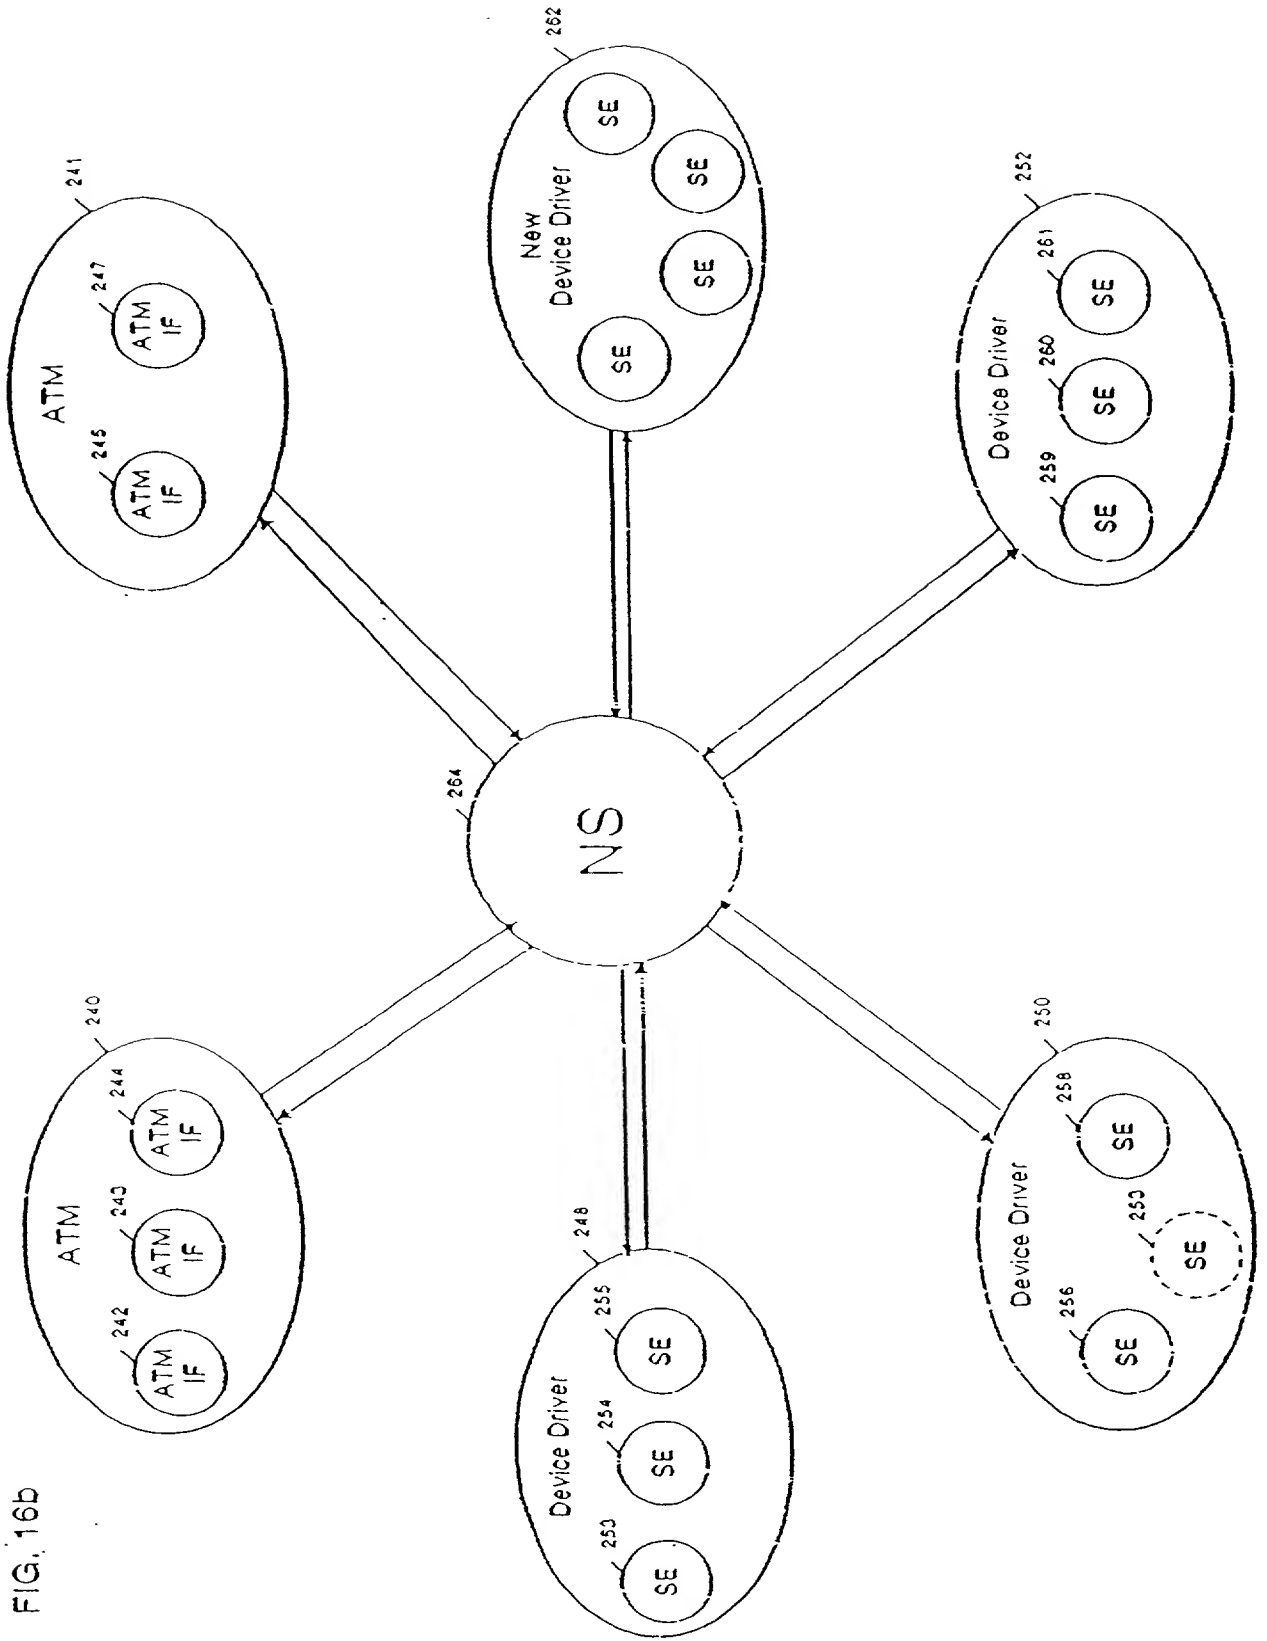 FIG. 16b
240
ATM
242
243
244
ATM
IF
ATM
IF
ATM
IF
241
ATM
245
247
ATM
IF
ATM
IF
248
Device Driver
253
254
255
SE
SE
SE
264
NS
262
New
Device Driver
SE
SE
SE
SE
250
Device Driver
256
253
258
SE
SE
SE
252
Device Driver
259
260
261
SE
SE
SE